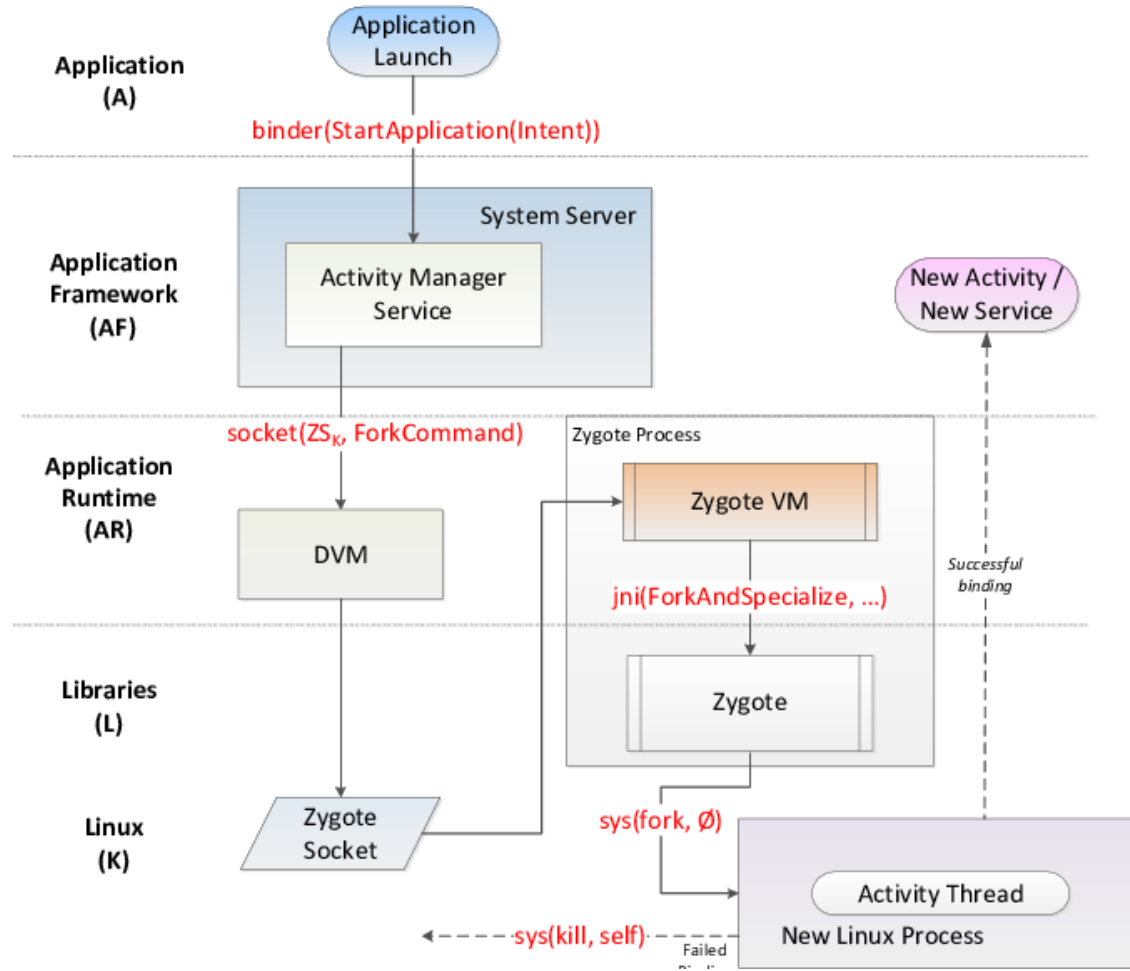 Application
Launch
Application
(A)
binder(StartApplication(Intent))
System Server
Application
Framework
(AF)
Activity Manager
Service
New Activity /
New Service
socket(ZSK, ForkCommand)
Zygote Process
Application
Runtime
(AR)
Zygote VM
DVM
Successful
binding
jni(ForkAndSpecialize, ...)
Libraries
(L)
Zygote
Linux
(K)
Zygote
Socket
sys(fork, Ø)
Activity Thread
New Linux Process
sys(kill, self)
Failed